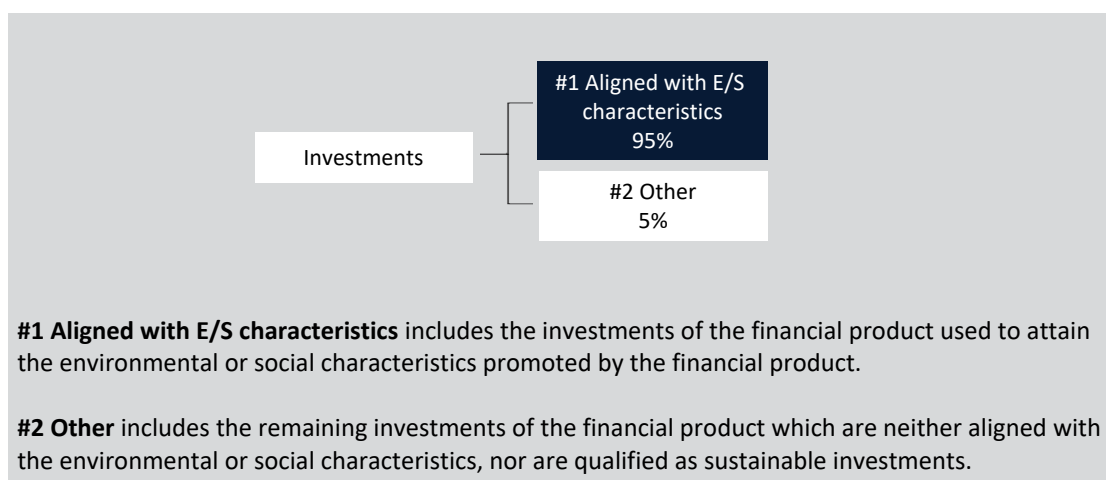 #1 Aligned with E/S
characteristics
95%
Investments
#2 Other
5%
#1 Aligned with E/S characteristics includes the investments of the financial product used to attain
the environmental or social characteristics promoted by the financial product.
#2 Other includes the remaining investments of the financial product which are neither aligned with
the environmental or social characteristics, nor are qualified as sustainable investments.